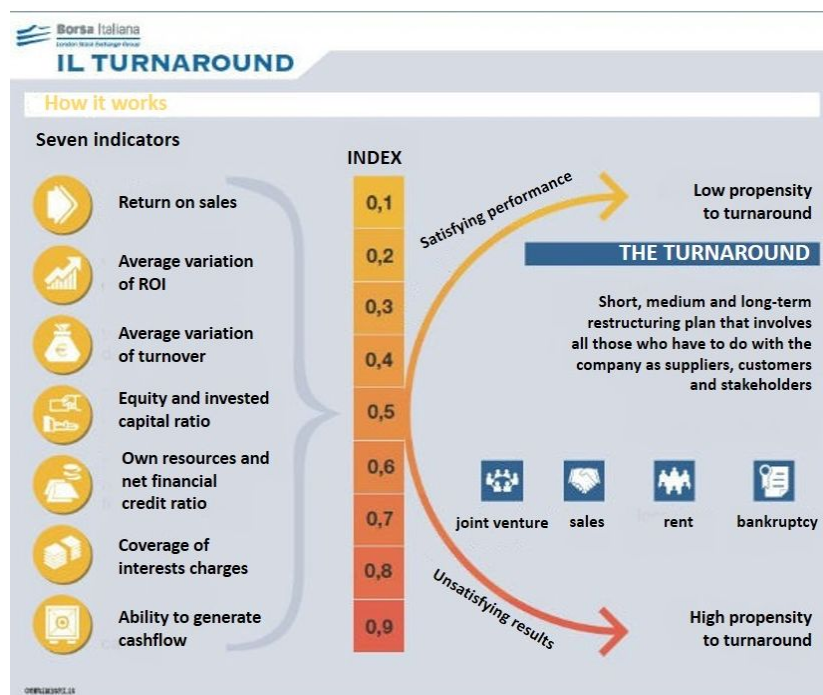 Borsa Italiana
London Stock Exchange Group
IL TURNAROUND
How it works
Seven indicators
Return on sales
Average variation
of ROI
Average variation
of turnover
Equity and invested
capital ratio
Own resources and
net financial
credit ratio
Coverage of
interests charges
Ability to generate
cashflow
INDEX
0,1
0,2
0,3
0,4
0,5
0,6
0,7
0,8
0,9
Satisfying performance
Low propensity
to turnaround
THE TURNAROUND
Short, medium and long-term
restructuring plan that involves
all those who have to do with the
company as suppliers, customers
and stakeholders
joint venture
sales
rent
bankruptcy
Unsatisfying results
High propensity
to turnaround